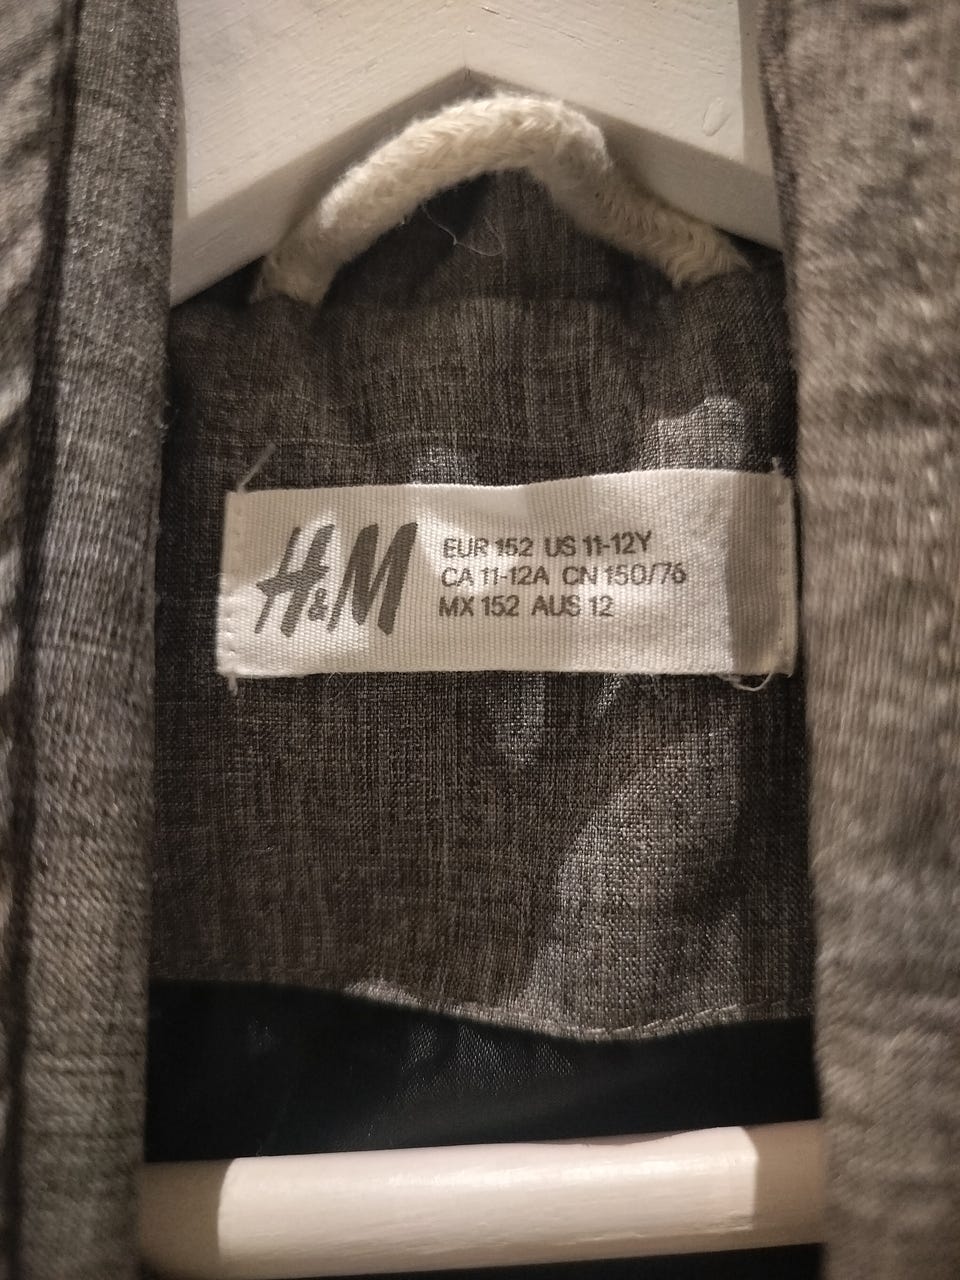 H&M
EUR 152 US 11-12Y
CA 11-12A CN 150/76
MX 152 AUS 12